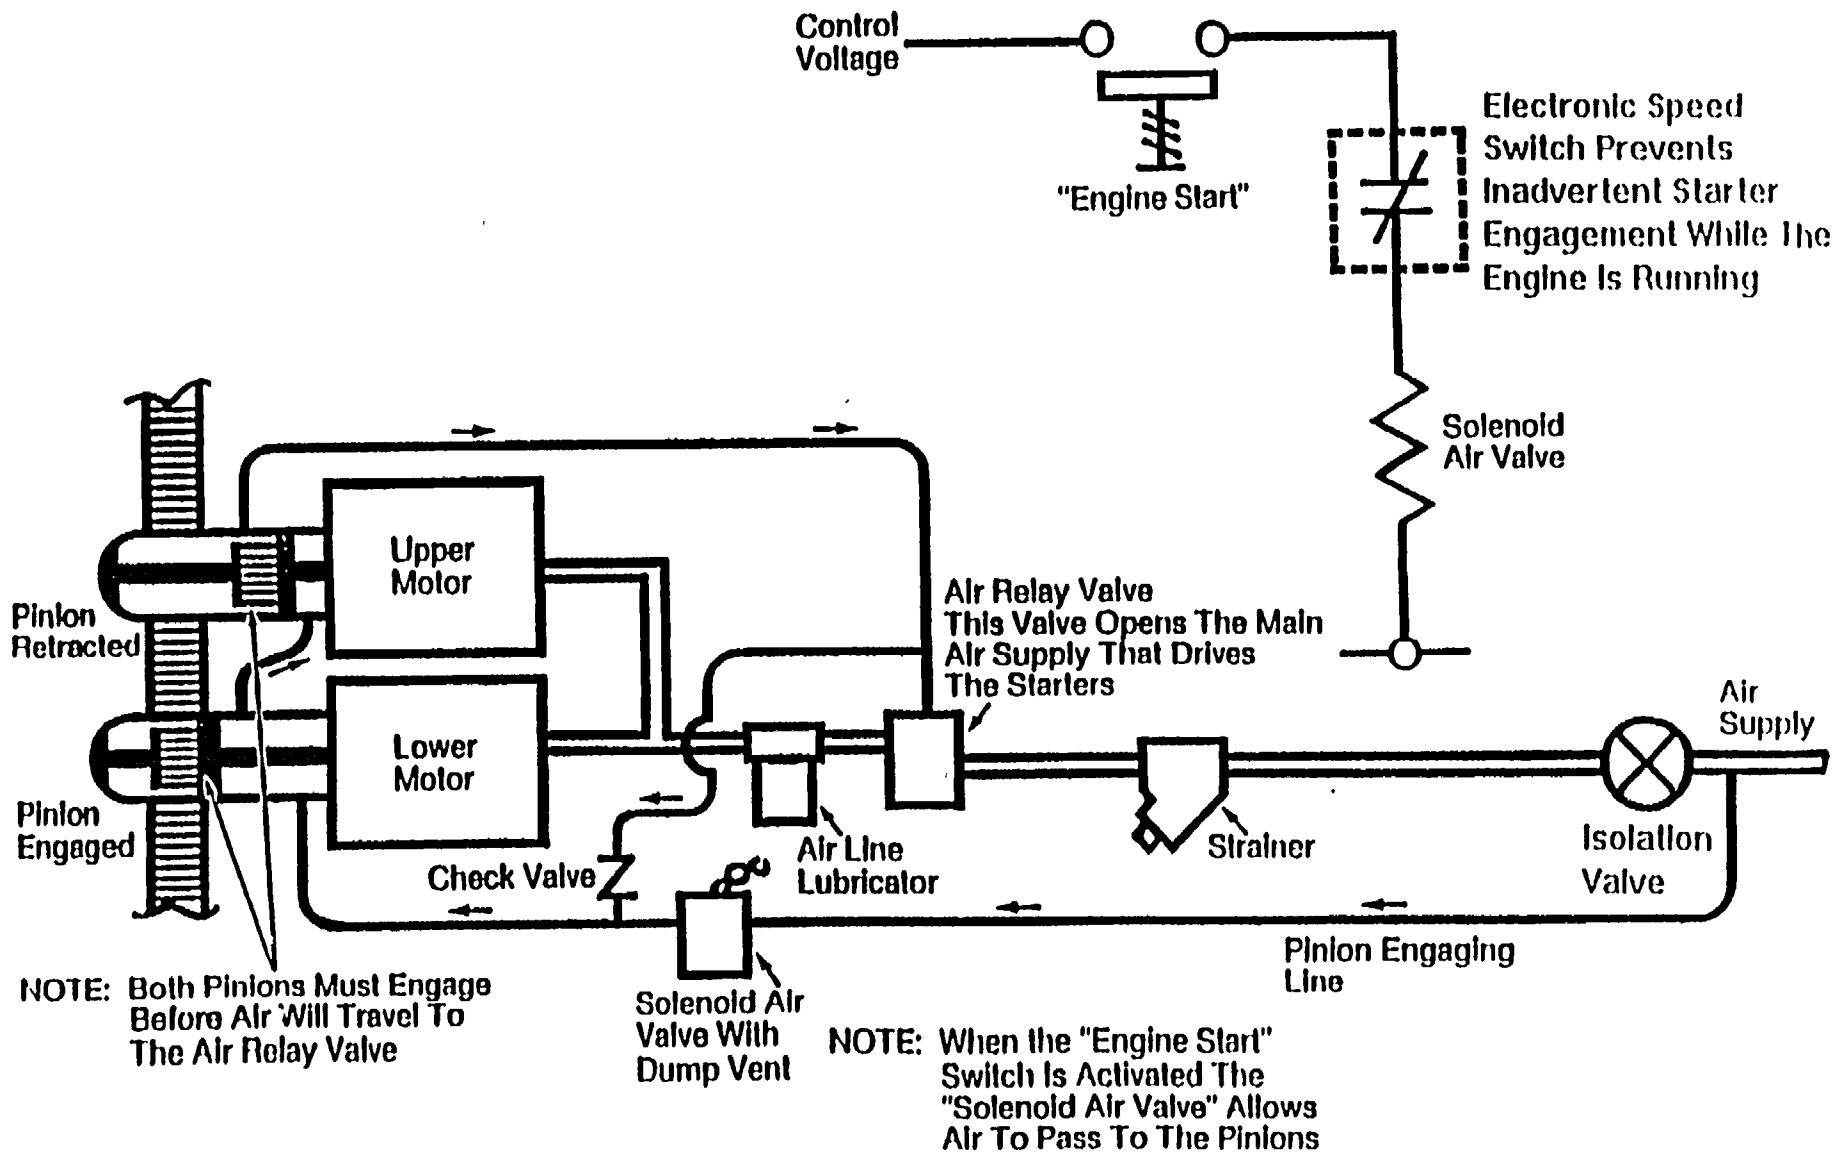 Control
Voltage
"Engine Start"
Electronic Speed
Switch Prevents
Inadvertent Starter
Engagement While The
Engine Is Running
Solenoid
Air Valve
Upper
Motor
Pinion
Retracted
Lower
Motor
Pinion
Engaged
Air Relay Valve
This Valve Opens The Main
Air Supply That Drives
The Starters
Air
Supply
Check Valve
Air Line
Lubricator
Strainer
Isolation
Valve
Pinion Engaging
Line
NOTE: Both Pinions Must Engage
Before Air Will Travel To
The Air Relay Valve
Solenoid Air
Valve With
Dump Vent
NOTE: When the "Engine Start"
Switch Is Activated The
"Solenoid Air Valve" Allows
Air To Pass To The Pinions